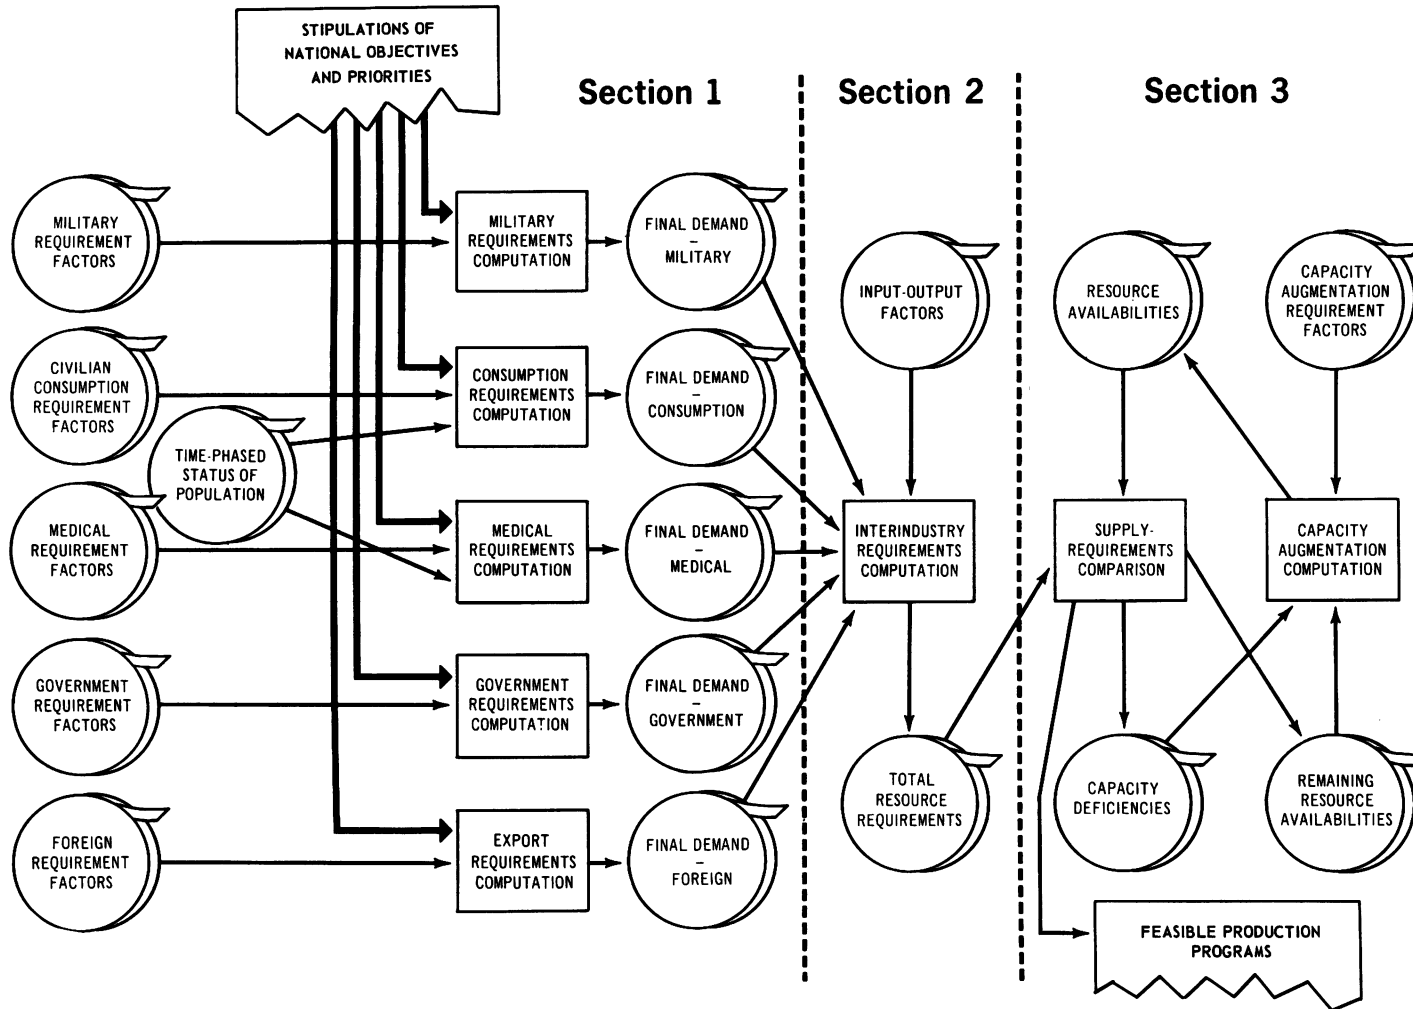 STIPULATIONS OF
NATIONAL OBJECTIVES
AND PRIORITIES
Section 1
Section 2
Section 3
MILITARY
REQUIREMENT
FACTORS
MILITARY
REQUIREMENTS
COMPUTATION
FINAL DEMAND
–
MILITARY
CIVILIAN
CONSUMPTION
REQUIREMENT
FACTORS
CONSUMPTION
REQUIREMENTS
COMPUTATION
FINAL DEMAND
–
CONSUMPTION
TIME-PHASED
STATUS OF
POPULATION
MEDICAL
REQUIREMENT
FACTORS
MEDICAL
REQUIREMENTS
COMPUTATION
FINAL DEMAND
–
MEDICAL
GOVERNMENT
REQUIREMENT
FACTORS
GOVERNMENT
REQUIREMENTS
COMPUTATION
FINAL DEMAND
–
GOVERNMENT
FOREIGN
REQUIREMENT
FACTORS
EXPORT
REQUIREMENTS
COMPUTATION
FINAL DEMAND
–
FOREIGN
INPUT-OUTPUT
FACTORS
INTERINDUSTRY
REQUIREMENTS
COMPUTATION
TOTAL
RESOURCE
REQUIREMENTS
RESOURCE
AVAILABILITIES
CAPACITY
AUGMENTATION
REQUIREMENT
FACTORS
SUPPLY-
REQUIREMENTS
COMPARISON
CAPACITY
AUGMENTATION
COMPUTATION
CAPACITY
DEFICIENCIES
REMAINING
RESOURCE
AVAILABILITIES
FEASIBLE PRODUCTION
PROGRAMS